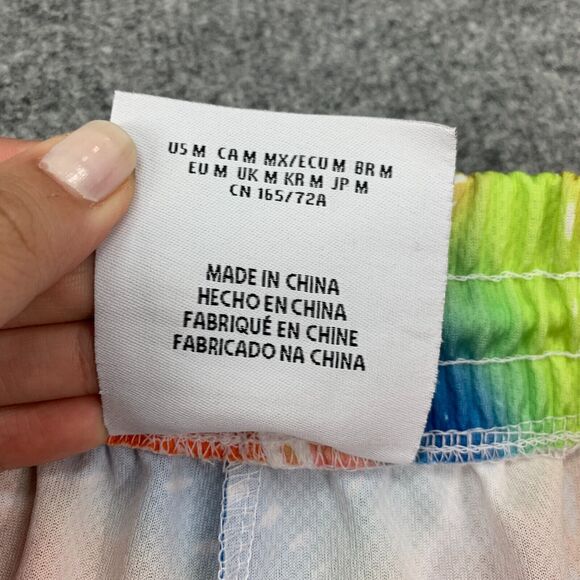 US M CA M MX/ECU M BR M
EU M UK M KR M JP M
CN 165/72A
MADE IN CHINA
HECHO EN CHINA
FABRIQUÉ EN CHINE
FABRICADO NA CHINA